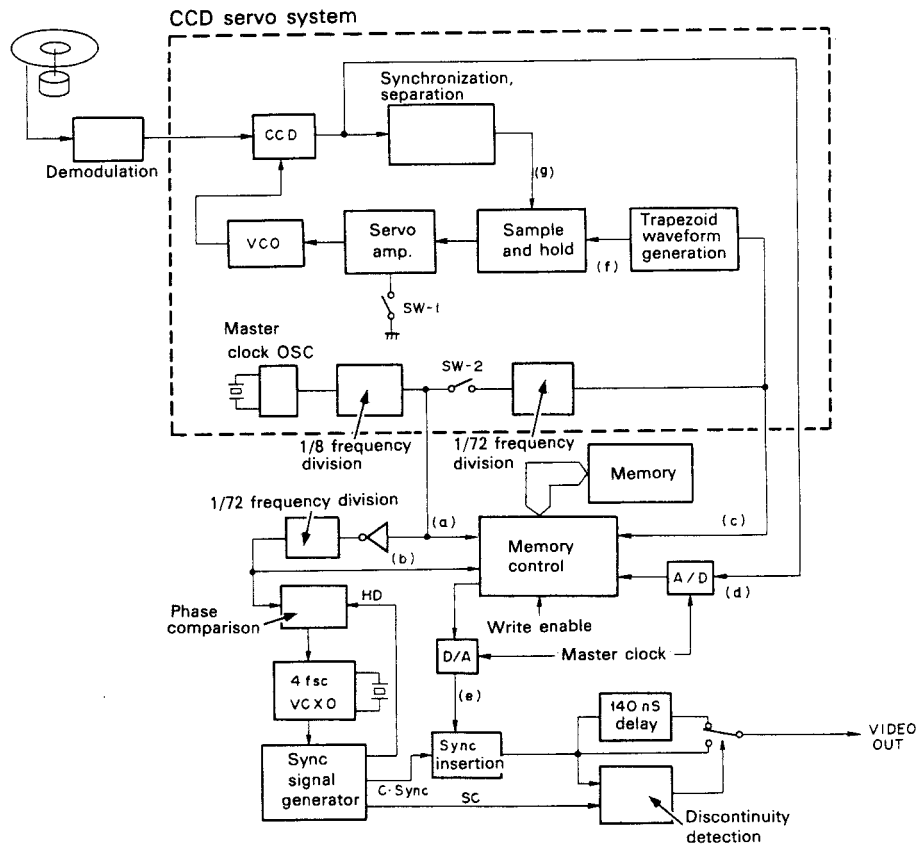 CCD servo system
Synchronization,
separation
CCD
Demodulation
(g)
VCO
Servo
amp.
Sample
and hold
Trapezoid
waveform
generation
(f)
SW-1
Master
clock OSC
SW-2
1/8 frequency
division
1/72 frequency
division
Memory
1/72 frequency division
(a)
(c)
(b)
Memory
control
A/D
(d)
HD
Phase
comparison
Write enable
D/A
Master clock
4 fsc
VCXO
(e)
140 nS
delay
VIDEO
OUT
Sync
insertion
Sync
signal
generator
C·Sync
SC
Discontinuity
detection